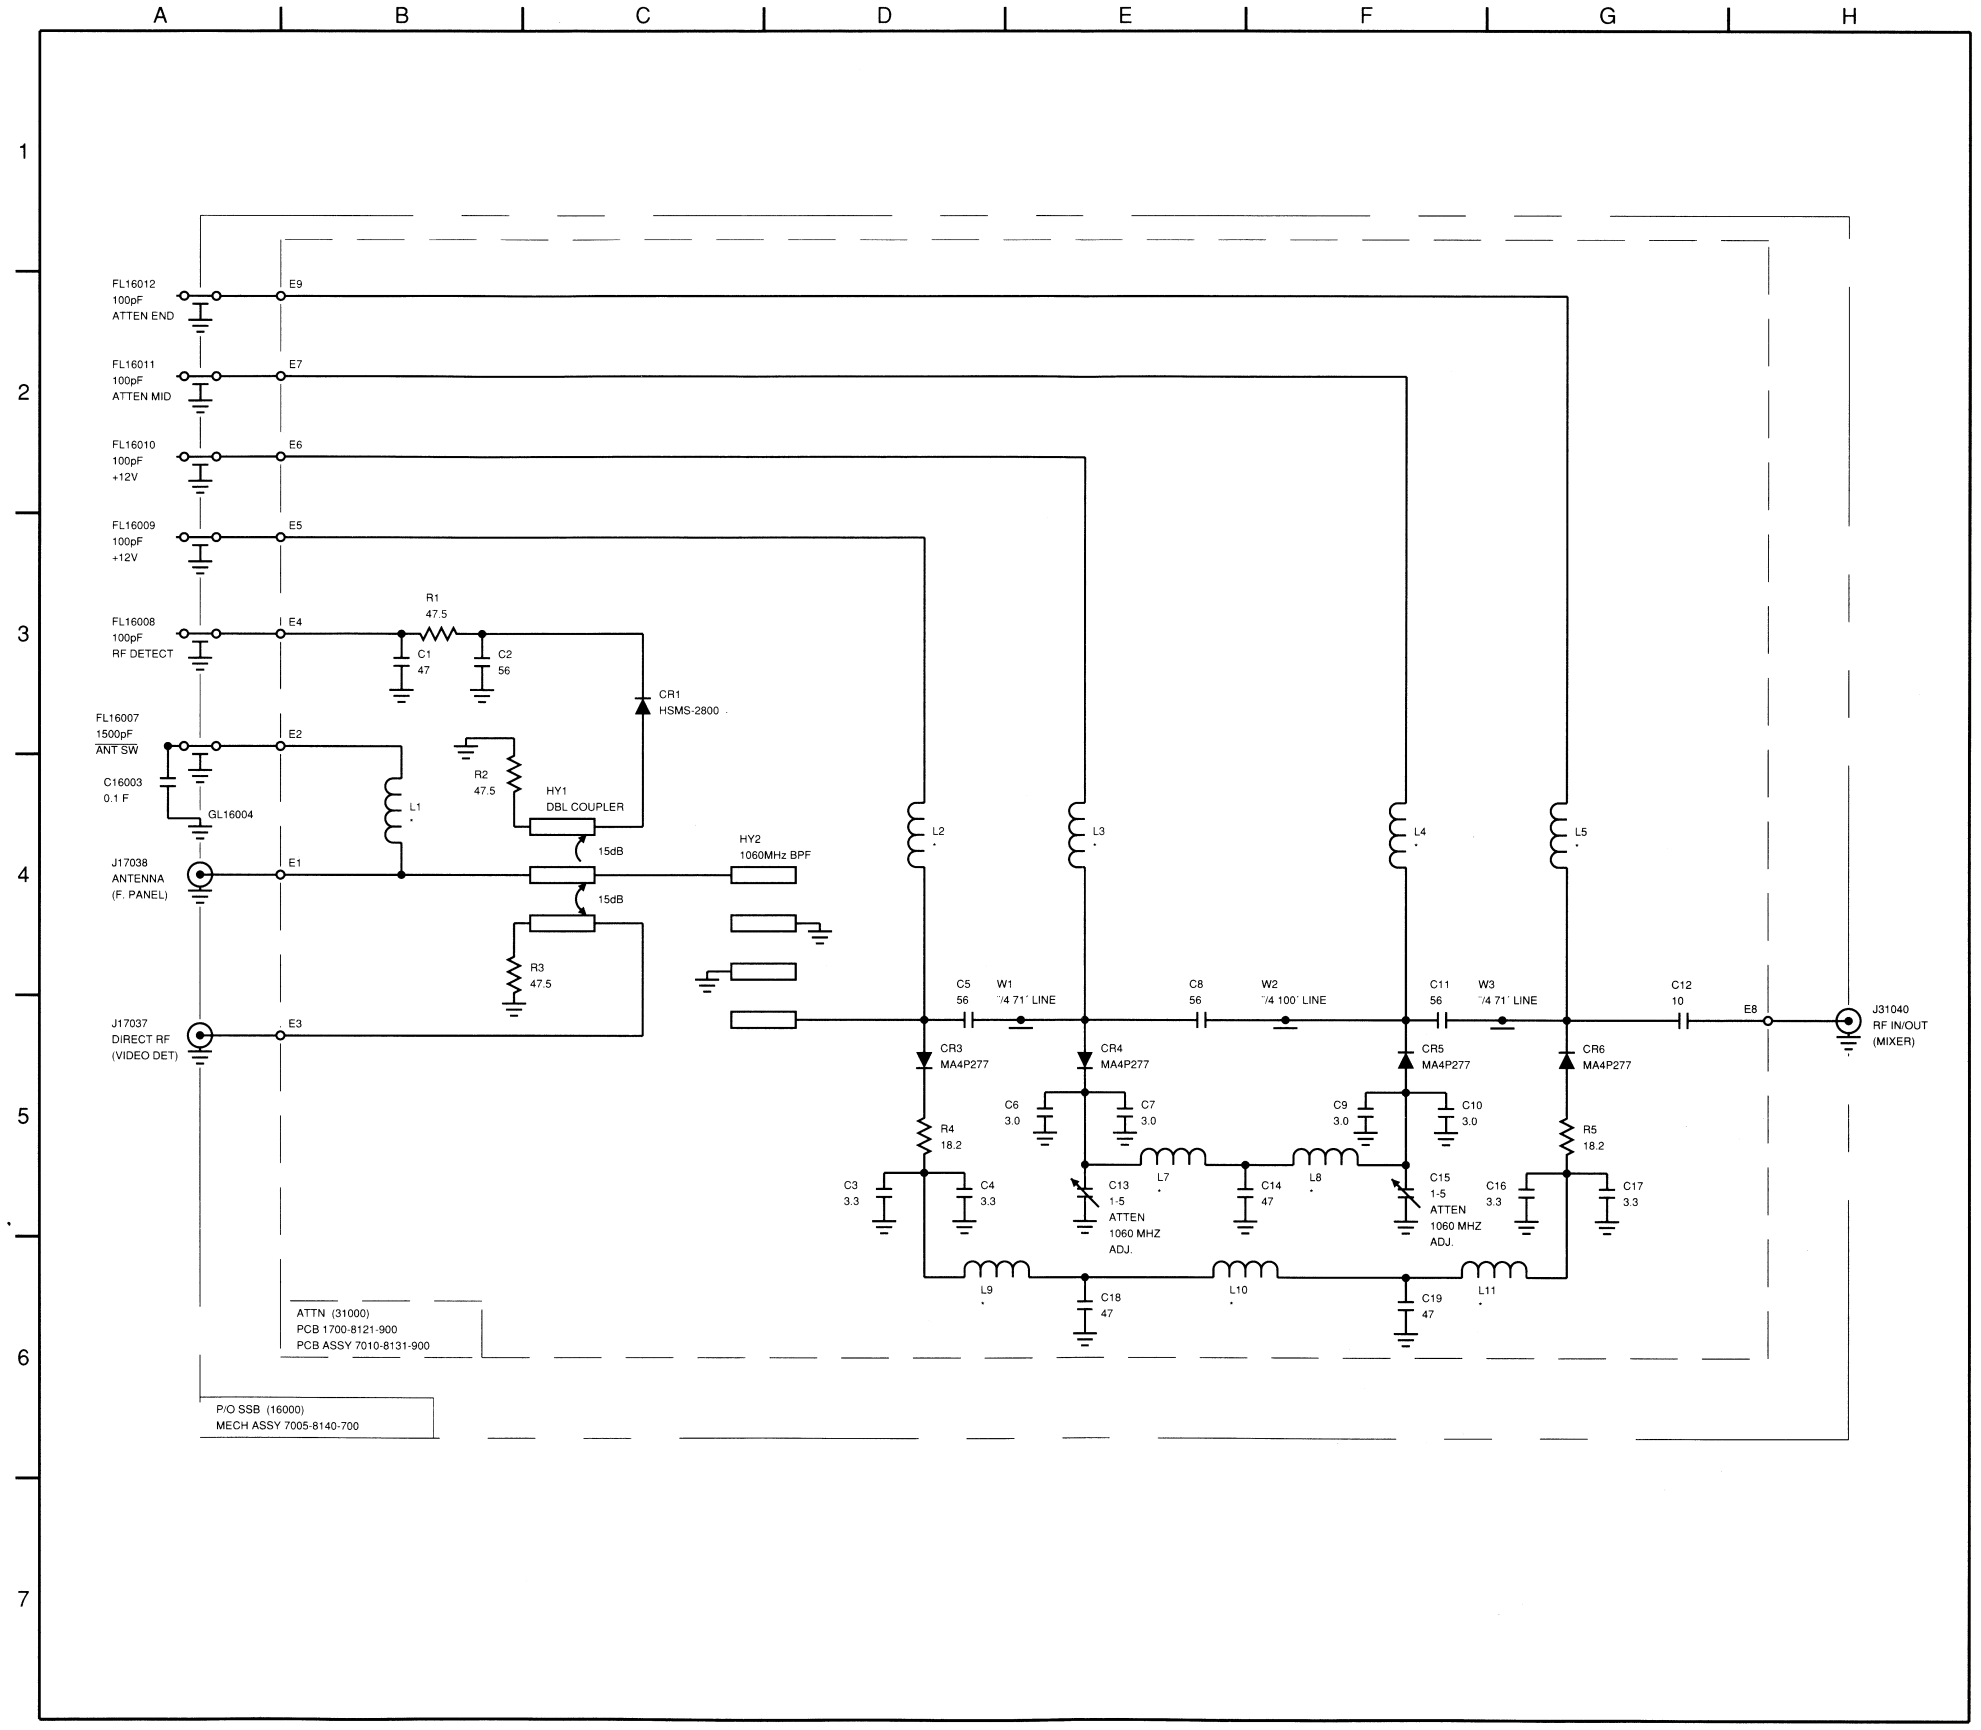 A B C D E F G H
1
2
3
4
5
6
7
FL16012
100pF
ATTEN END
E9
FL16011
100pF
ATTEN MID
E7
FL16010
100pF
+12V
E6
FL16009
100pF
+12V
E5
FL16008
100pF
RF DETECT
E4
R1
47.5
C1
47
C2
56
CR1
HSMS-2800
FL16007
1500pF
ANT SW
E2
C16003
0.1 F
GL16004
L1
*
R2
47.5
HY1
DBL COUPLER
15dB
15dB
HY2
1060MHz BPF
J17038
ANTENNA
(F. PANEL)
E1
R3
47.5
J17037
DIRECT RF
(VIDEO DET)
E3
L2
*
L3
*
L4
*
L5
*
C5
56
W1
¨/4 71´ LINE
C8
56
W2
¨/4 100´ LINE
C11
56
W3
¨/4 71´ LINE
C12
10
E8
J31040
RF IN/OUT
(MIXER)
CR3
MA4P277
CR4
MA4P277
CR5
MA4P277
CR6
MA4P277
C6
3.0
C7
3.0
C9
3.0
C10
3.0
R4
18.2
R5
18.2
C3
3.3
C4
3.3
C13
1-5
ATTEN
1060 MHZ
ADJ.
L7
*
C14
47
L8
*
C15
1-5
ATTEN
1060 MHZ
ADJ.
C16
3.3
C17
3.3
L9
*
C18
47
L10
*
C19
47
L11
*
ATTN (31000)
PCB 1700-8121-900
PCB ASSY 7010-8131-900
P/O SSB (16000)
MECH ASSY 7005-8140-700